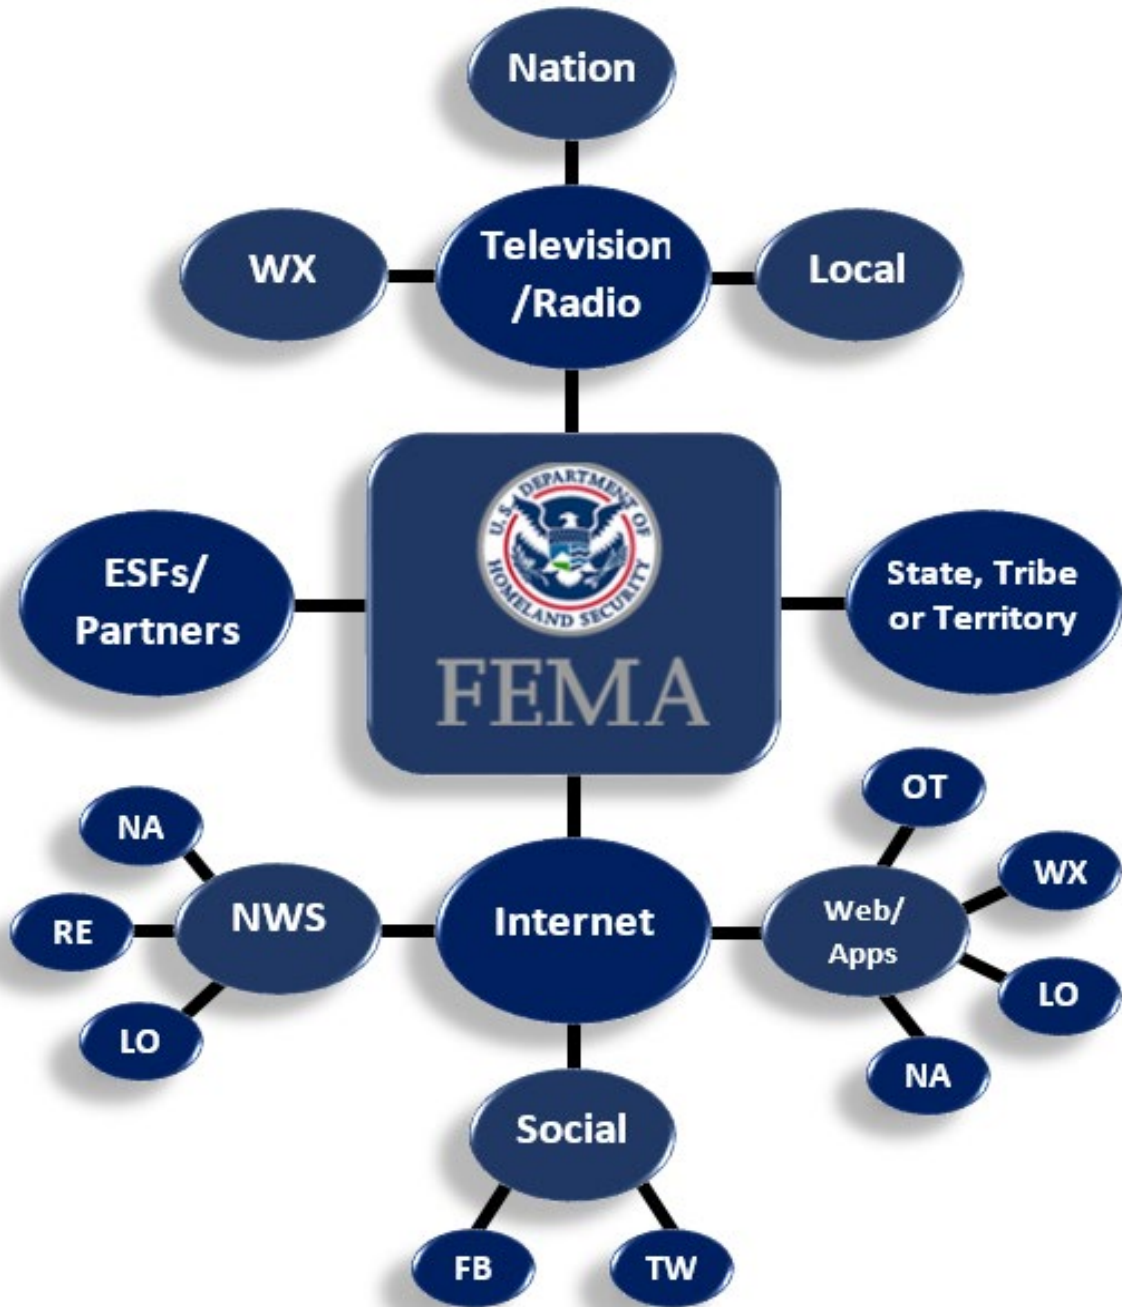 Nation
WX
Television
/Radio
Local
U.S. DEPARTMENT OF
HOMELAND SECURITY
FEMA
ESFs/
Partners
State, Tribe
or Territory
NA
RE
LO
NWS
Internet
Web/
Apps
OT
WX
LO
NA
Social
FB
TW